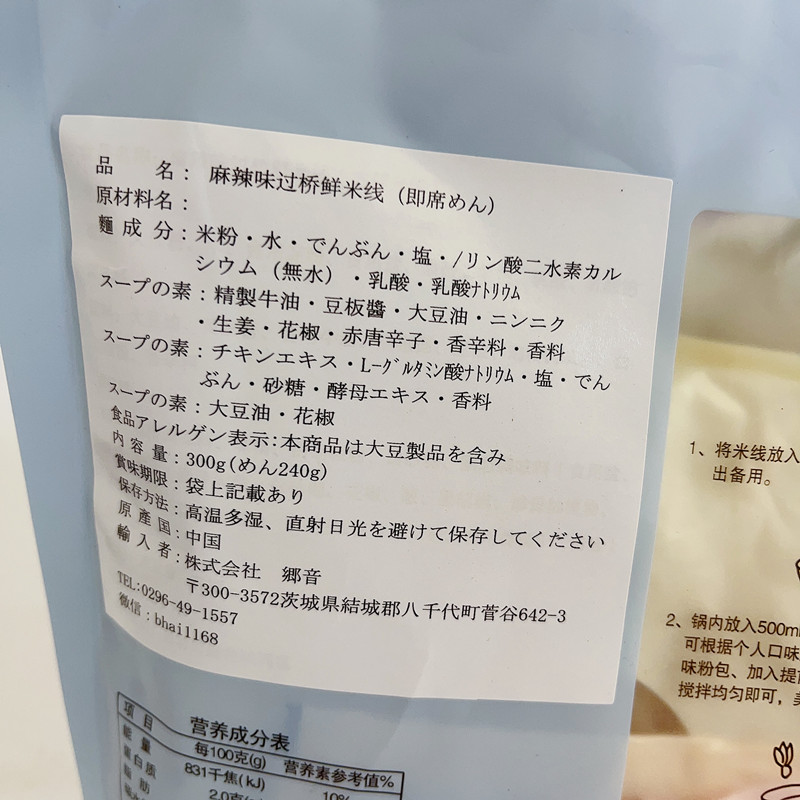 品 名：麻辣味过桥鲜米线（即席めん）
原材料名：
麺成分：米粉・水・でんぷん・塩・/リン酸二水素カル
シウム（無水）・乳酸・乳酸ﾅﾄﾘｳﾑ
スープの素：精製牛油・豆板醬・大豆油・ニンニク
・生姜・花椒・赤唐辛子・香辛料・香料
スープの素：チキンエキス・L-ｸﾞﾙﾀﾐﾝ酸ﾅﾄﾘｳﾑ・塩・でん
ぶん・砂糖・酵母エキス・香料
スープの素：大豆油・花椒
食品アレルゲン表示:本商品は大豆製品を含み
内容量：300g(めん240g)
賞味期限：袋上記載あり
保存方法：高温多湿、直射日光を避けて保存してください
原産国：中国
輸入者：株式会社 郷音
〒300-3572茨城県結城郡八千代町菅谷642-3
TEL:0296-49-1557
微信：bhai1168
营养成分表
项目 每100克(g) 营养素参考值%
能量 831千焦(kJ) 10%
蛋白质 2.0克
脂肪
1、将米线放入
出备用。
2、锅内放入500m
可根据个人口味
味粉包、加入提
搅拌均匀即可，